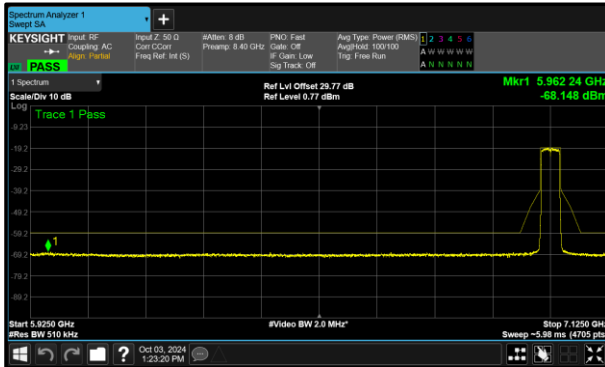 Spectrum Analyzer 1
Swept SA
KEYSIGHT
Input: RF
Coupling: AC
Align: Partial
Input Z: 50 Ω
Corr CCorr
Freq Ref: Int (S)
#Atten: 8 dB
Preamp: 8.40 GHz
PNO: Fast
Gate: Off
IF Gain: Low
Sig Track: Off
Avg Type: Power (RMS)
Avg|Hold: 100/100
Trig: Free Run
1 2 3 4 5 6
A W W W W W
A N N N N N
PASS
1 Spectrum
Scale/Div 10 dB
Ref Lvl Offset 29.77 dB
Ref Level 0.77 dBm
Mkr1 5.962 24 GHz
-68.148 dBm
Log
Trace 1 Pass
-9.23
-19.2
-29.2
-39.2
-49.2
-59.2
1
-69.2
-79.2
-89.2
Start 5.9250 GHz
#Res BW 510 kHz
#Video BW 2.0 MHz*
Stop 7.1250 GHz
Sweep ~5.98 ms (4705 pts)
?
Oct 03, 2024
1:23:20 PM